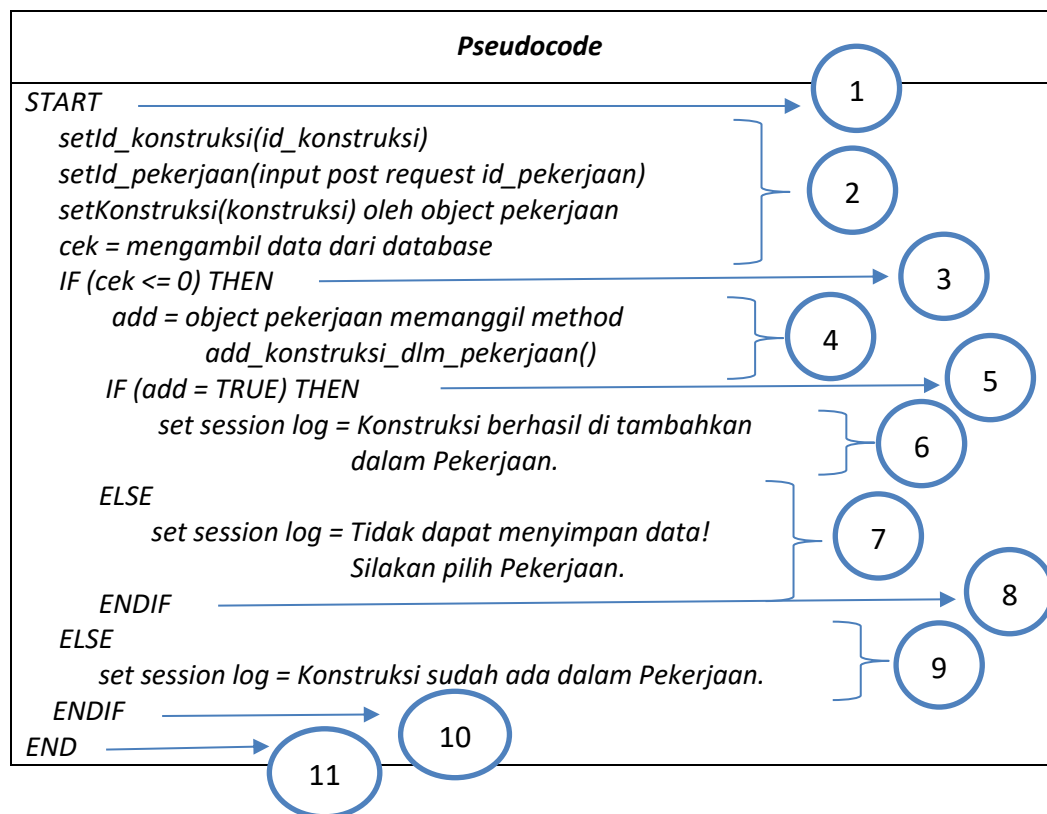 Pseudocode
START
1
setId_konstruksi(id_konstruksi)
setId_pekerjaan(input post request id_pekerjaan)
setKonstruksi(konstruksi) oleh object pekerjaan
2
cek = mengambil data dari database
IF (cek <= 0) THEN
3
add = object pekerjaan memanggil method
add_konstruksi_dlm_pekerjaan()
4
IF (add = TRUE) THEN
5
set session log = Konstruksi berhasil di tambahkan
dalam Pekerjaan.
6
ELSE
set session log = Tidak dapat menyimpan data!
Silakan pilih Pekerjaan.
7
ENDIF
8
ELSE
set session log = Konstruksi sudah ada dalam Pekerjaan.
9
ENDIF
10
END
11